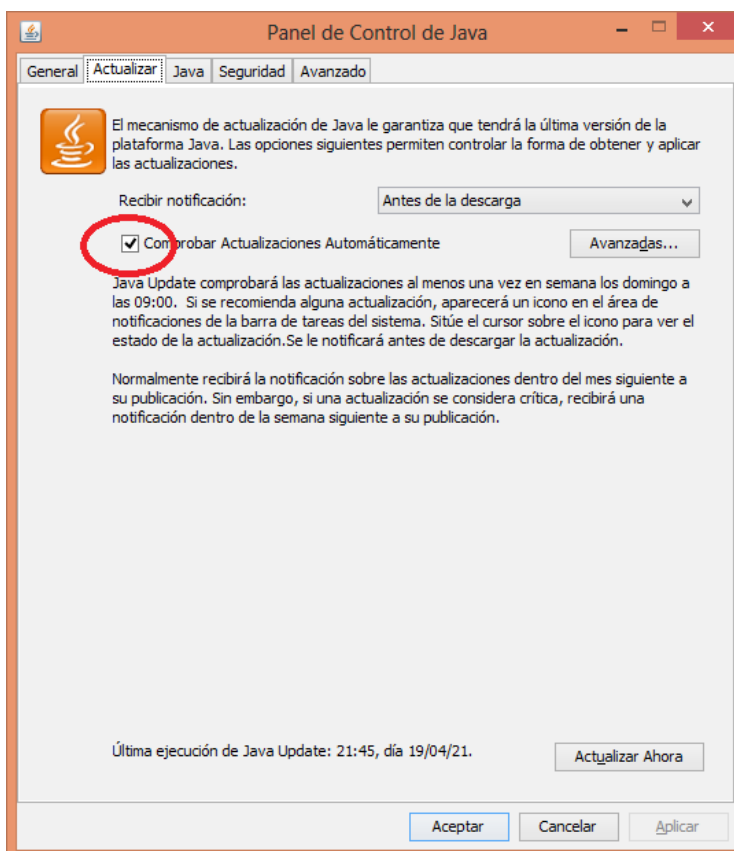 Panel de Control de Java
General Actualizar Java Seguridad Avanzado
El mecanismo de actualización de Java le garantiza que tendrá la última versión de la
plataforma Java. Las opciones siguientes permiten controlar la forma de obtener y aplicar
las actualizaciones.
Recibir notificación: Antes de la descarga
Comprobar Actualizaciones Automáticamente Avanzadas...
Java Update comprobará las actualizaciones al menos una vez en semana los domingo a
las 09:00. Si se recomienda alguna actualización, aparecerá un icono en el área de
notificaciones de la barra de tareas del sistema. Sitúe el cursor sobre el icono para ver el
estado de la actualización.Se le notificará antes de descargar la actualización.
Normalmente recibirá la notificación sobre las actualizaciones dentro del mes siguiente a
su publicación. Sin embargo, si una actualización se considera crítica, recibirá una
notificación dentro de la semana siguiente a su publicación.
Última ejecución de Java Update: 21:45, día 19/04/21. Actualizar Ahora
Aceptar Cancelar Aplicar